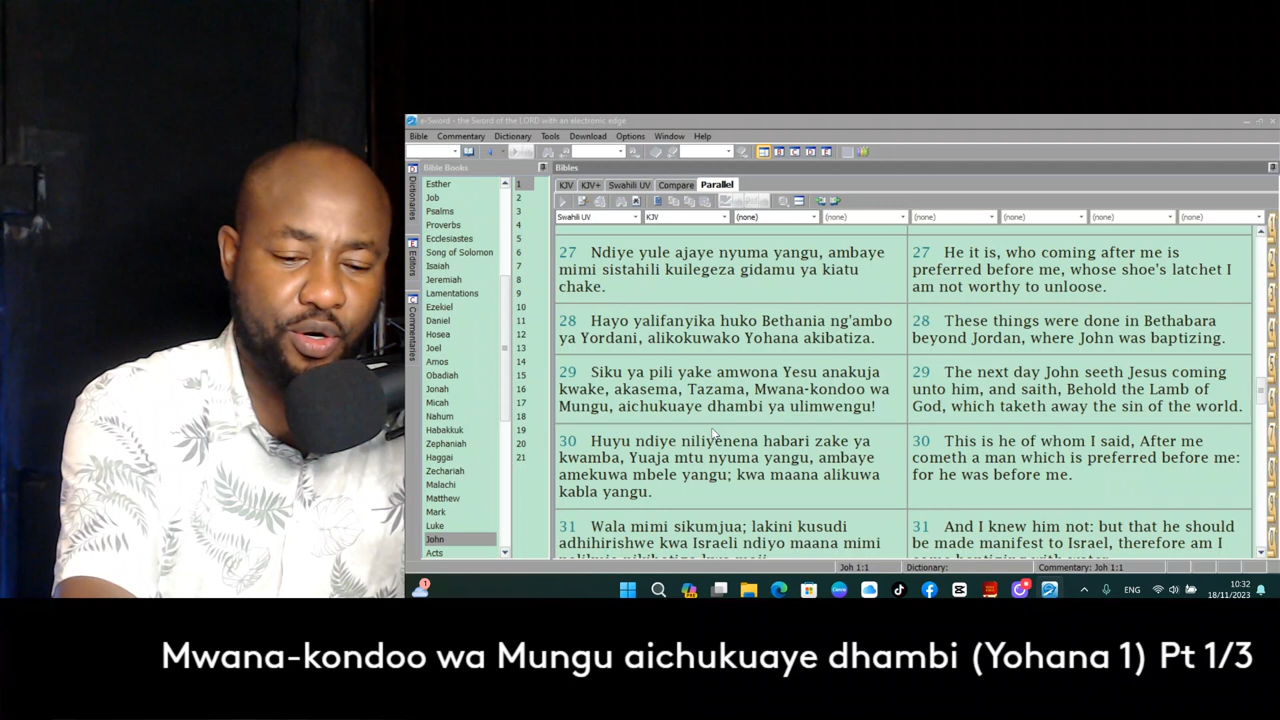 e-Sword - the Sword of the LORD with an electronic edge
Bible Commentary Dictionary Tools Download Options Window Help
Bible Books
Bibles
KJV KJV+ Swahili UV Compare Parallel
Swahili UV KJV (none) (none) (none) (none) (none) (none)
Dictionaries
Editors
Commentaries
Esther
Job
Psalms
Proverbs
Ecclesiastes
Song of Solomon
Isaiah
Jeremiah
Lamentations
Ezekiel
Daniel
Hosea
Joel
Amos
Obadiah
Jonah
Micah
Nahum
Habakkuk
Zephaniah
Haggai
Zechariah
Malachi
Matthew
Mark
Luke
John
Acts
1
2
3
4
5
6
7
8
9
10
11
12
13
14
15
16
17
18
19
20
21
27 Ndiye yule ajaye nyuma yangu, ambaye
mimi sistahili kuilegeza gidamu ya kiatu
chake.
27 He it is, who coming after me is
preferred before me, whose shoe's latchet I
am not worthy to unloose.
28 Hayo yalifanyika huko Bethania ng'ambo
ya Yordani, alikokuwako Yohana akibatiza.
28 These things were done in Bethabara
beyond Jordan, where John was baptizing.
29 Siku ya pili yake amwona Yesu anakuja
kwake, akasema, Tazama, Mwana-kondoo wa
Mungu, aichukuaye dhambi ya ulimwengu!
29 The next day John seeth Jesus coming
unto him, and saith, Behold the Lamb of
God, which taketh away the sin of the world.
30 Huyu ndiye niliyenena habari zake ya
kwamba, Yuaja mtu nyuma yangu, ambaye
amekuwa mbele yangu; kwa maana alikuwa
kabla yangu.
30 This is he of whom I said, After me
cometh a man which is preferred before me:
for he was before me.
31 Wala mimi sikumjua; lakini kusudi
adhihirishwe kwa Israeli ndiyo maana mimi
31 And I knew him not: but that he should
be made manifest to Israel, therefore am I
Joh 1:1 Dictionary: Commentary: Joh 1:1
1
ENG
10:32
18/11/2023
Mwana-kondoo wa Mungu aichukuaye dhambi (Yohana 1) Pt 1/3